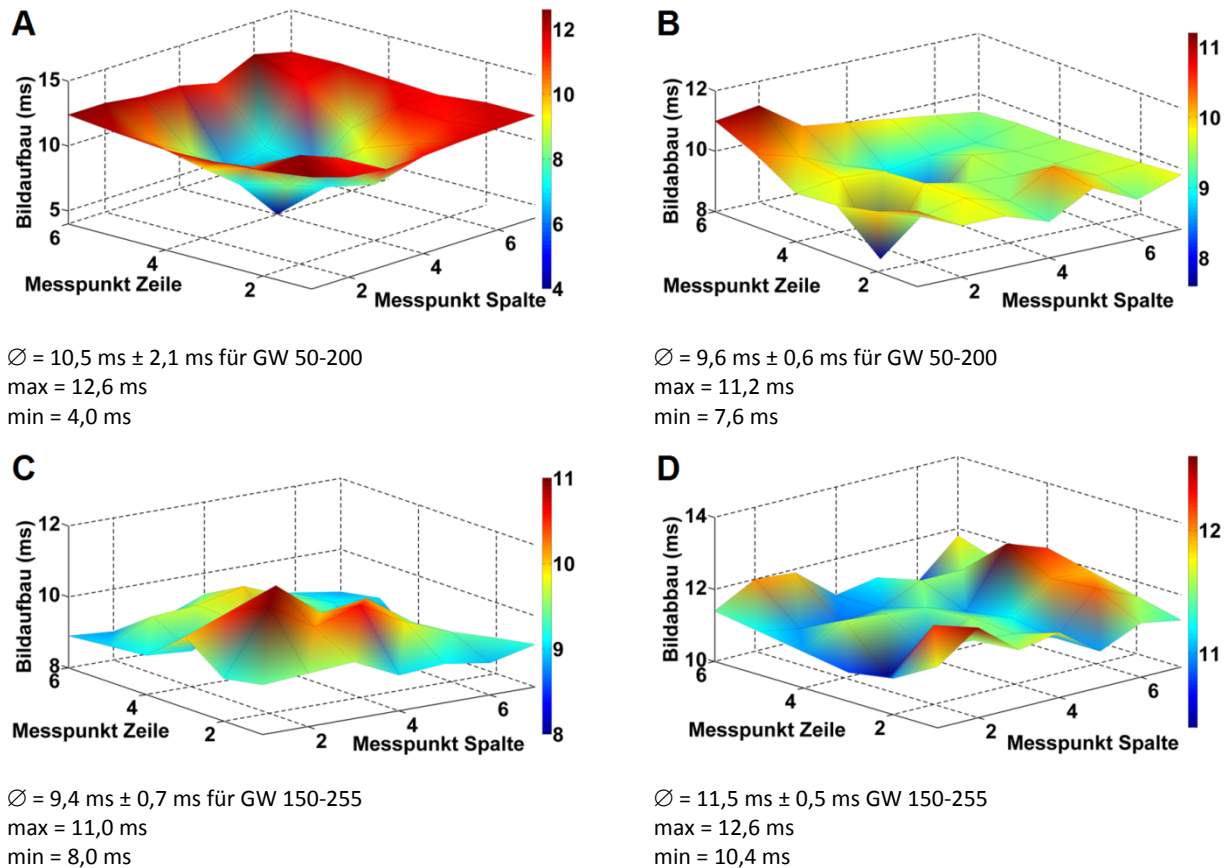 A
Bildaufbau (ms)
15
10
5
6
4
2
Messpunkt Zeile
2
4
6
Messpunkt Spalte
12
10
8
6
4
∅ = 10,5 ms ± 2,1 ms für GW 50-200
max = 12,6 ms
min = 4,0 ms
B
Bildabbau (ms)
12
10
8
6
4
2
Messpunkt Zeile
2
4
6
Messpunkt Spalte
11
10
9
8
∅ = 9,6 ms ± 0,6 ms für GW 50-200
max = 11,2 ms
min = 7,6 ms
C
Bildaufbau (ms)
12
10
8
6
4
2
Messpunkt Zeile
2
4
6
Messpunkt Spalte
11
10
9
8
∅ = 9,4 ms ± 0,7 ms für GW 150-255
max = 11,0 ms
min = 8,0 ms
D
Bildabbau (ms)
14
12
10
6
4
2
Messpunkt Zeile
2
4
6
Messpunkt Spalte
12
11
∅ = 11,5 ms ± 0,5 ms GW 150-255
max = 12,6 ms
min = 10,4 ms